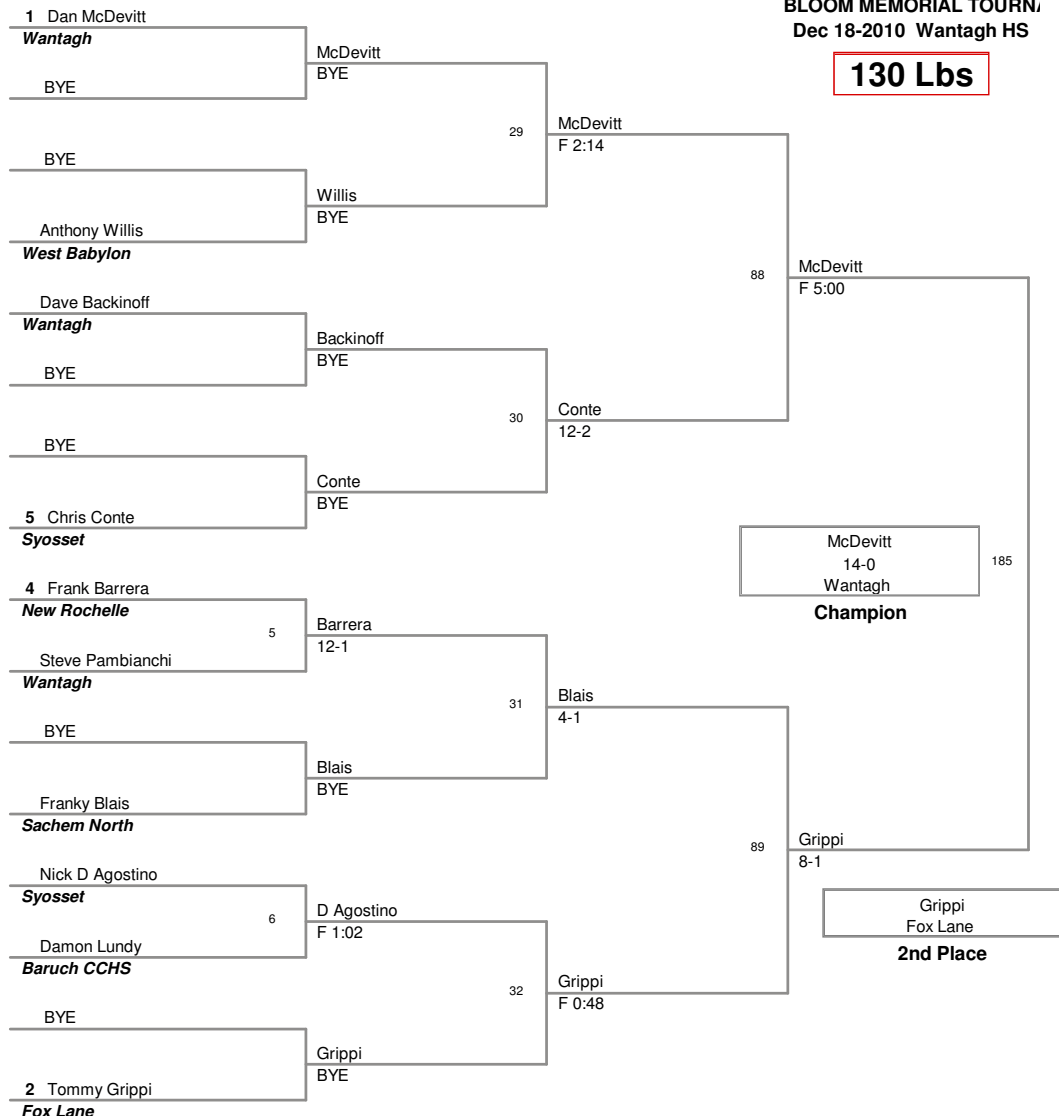 BLOOM MEMORIAL TOURNA
Dec 18-2010 Wantagh HS
130 Lbs
1 Dan McDevitt
Wantagh
BYE
BYE
Anthony Willis
West Babylon
Dave Backinoff
Wantagh
BYE
BYE
5 Chris Conte
Syosset
4 Frank Barrera
New Rochelle
5
Steve Pambianchi
Wantagh
BYE
Franky Blais
Sachem North
Nick D Agostino
Syosset
6
Damon Lundy
Baruch CCHS
BYE
2 Tommy Grippi
Fox Lane
McDevitt
BYE
29
Willis
BYE
Backinoff
BYE
30
Conte
BYE
Barrera
12-1
31
Blais
BYE
D Agostino
F 1:02
32
Grippi
BYE
McDevitt
F 2:14
88
Conte
12-2
Blais
4-1
89
Grippi
F 0:48
McDevitt
F 5:00
185
Grippi
8-1
McDevitt
14-0
Wantagh
Champion
Grippi
Fox Lane
2nd Place